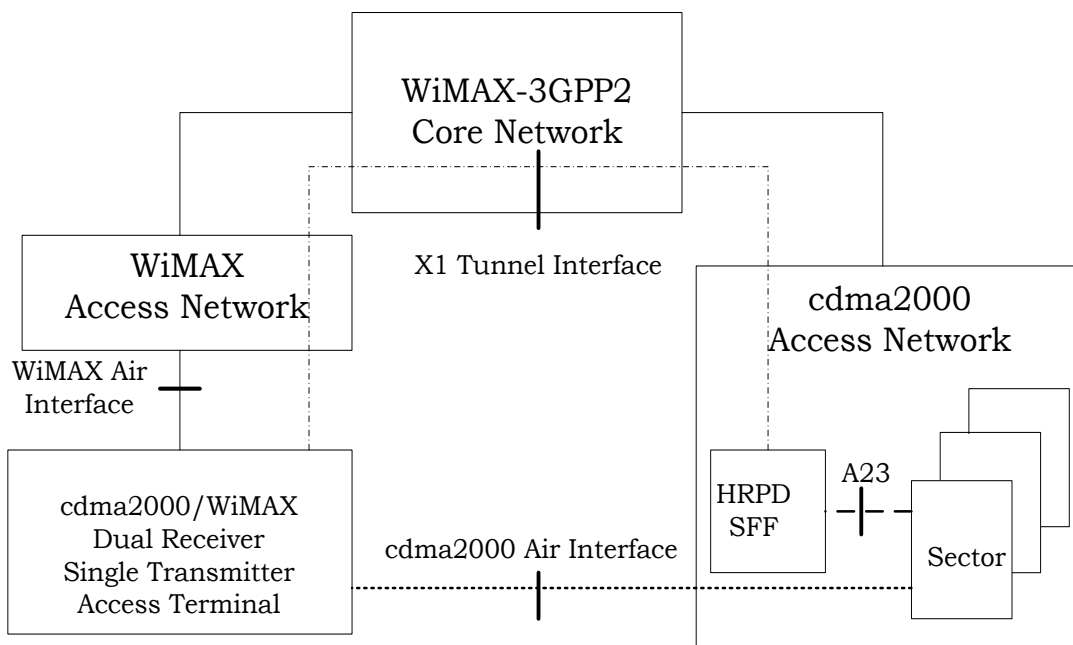 WiMAX-3GPP2
Core Network
X1 Tunnel Interface
WiMAX
Access Network
cdma2000
Access Network
WiMAX Air
Interface
HRPD
SFF
A23
Sector
cdma2000/WiMAX
Dual Receiver
Single Transmitter
Access Terminal
cdma2000 Air Interface